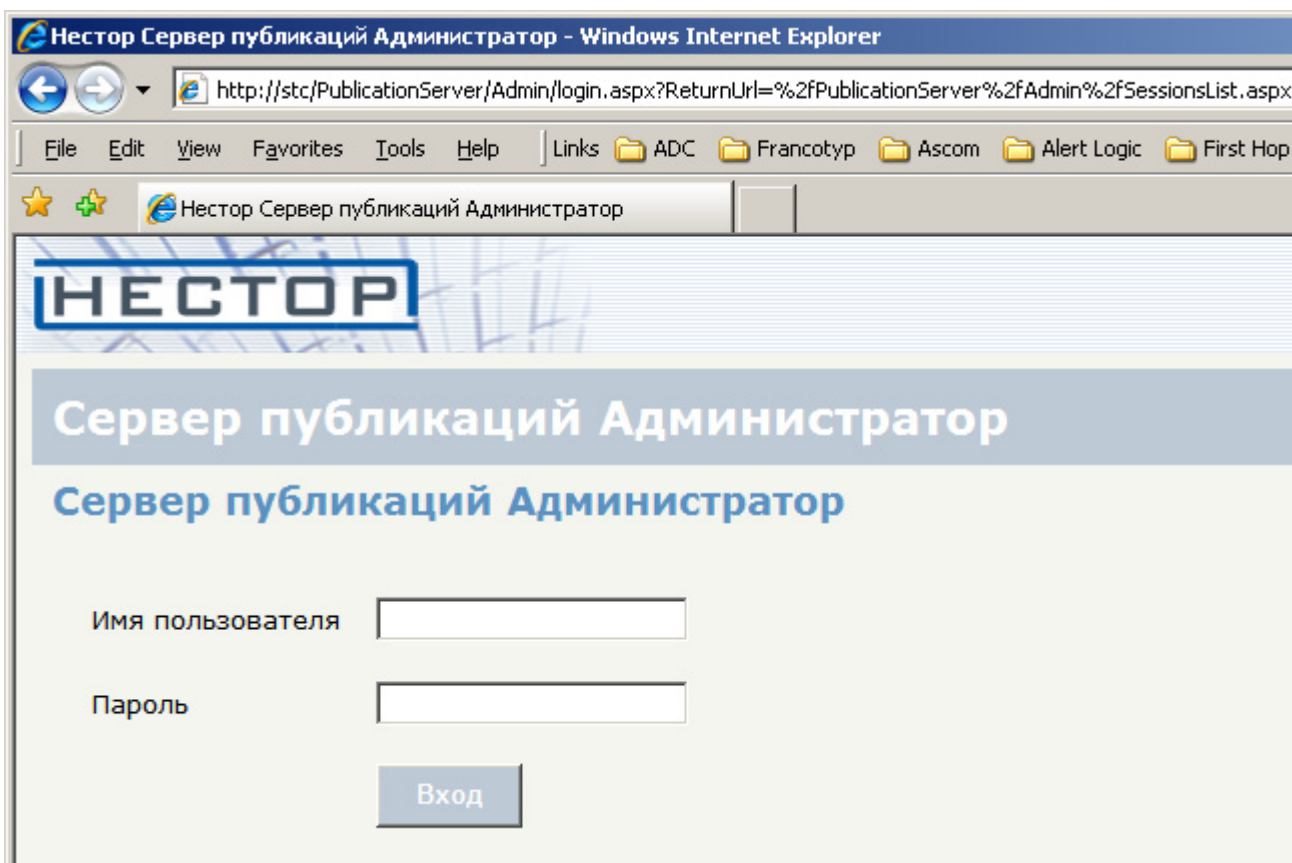 Нестор Сервер публикаций Администратор - Windows Internet Explorer
http://stc/PublicationServer/Admin/login.aspx?ReturnUrl=%2fPublicationServer%2fAdmin%2fSessionsList.aspx
File Edit View Favorites Tools Help Links ADC Francotyp Ascom Alert Logic First Hop
Нестор Сервер публикаций Администратор
НЕСТОР
Сервер публикаций Администратор
Сервер публикаций Администратор
Имя пользователя
Пароль
Вход